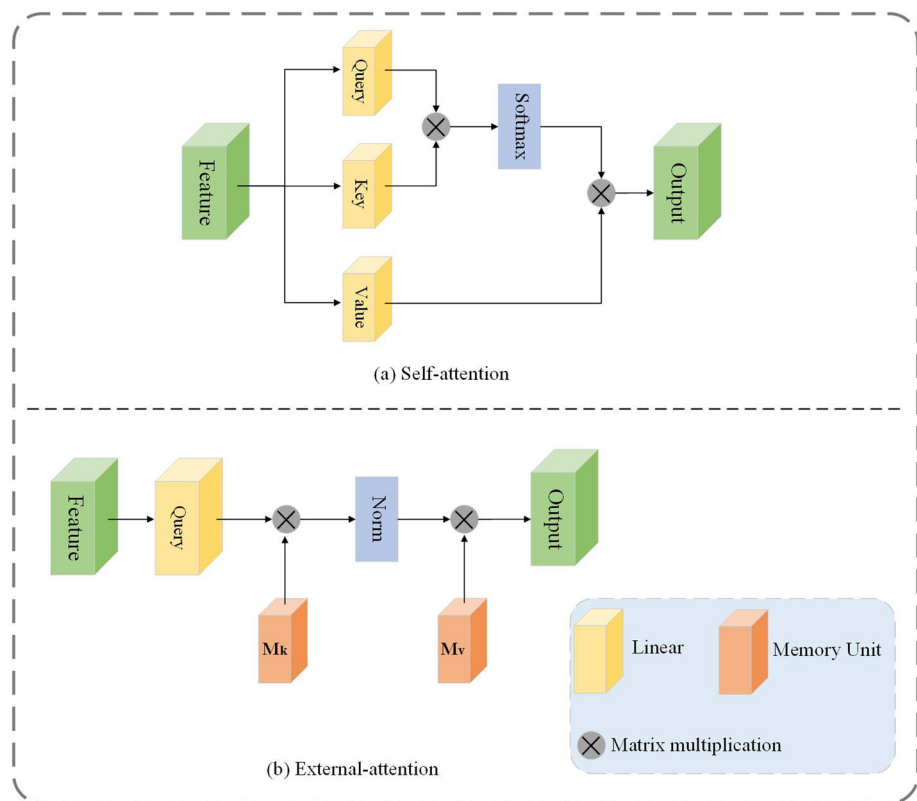 Feature
Query
Key
Value
Softmax
Output
(a) Self-attention
Feature
Query
Norm
Output
Mk
Mv
Linear
Memory Unit
Matrix multiplication
(b) External-attention